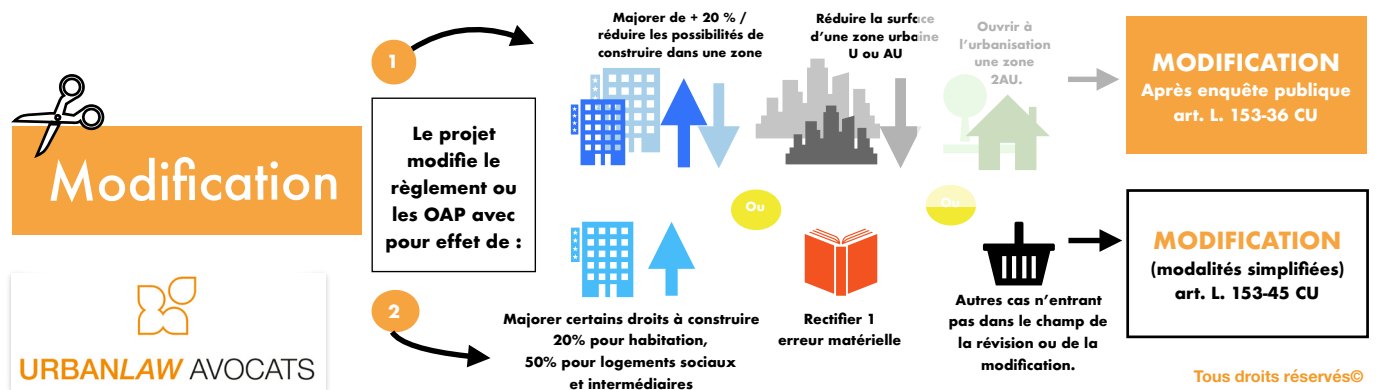 Modification
URBANLAW AVOCATS
1
Le projet
modifie le
règlement ou
les OAP avec
pour effet de :
2
Majorer de + 20 % /
réduire les possibilités de
construire dans une zone
Réduire la surface
d'une zone urbaine
U ou AU
Ouvrir à
l'urbanisation
une zone
2AU.
MODIFICATION
Après enquête publique
art. L. 153-36 CU
Ou
Ou
Majorer certains droits à construire
20% pour habitation,
50% pour logements sociaux
et intermédiaires
Rectifier 1
erreur matérielle
Autres cas n'entrant
pas dans le champ de
la révision ou de la
modification.
MODIFICATION
(modalités simplifiées)
art. L. 153-45 CU
Tous droits réservés©